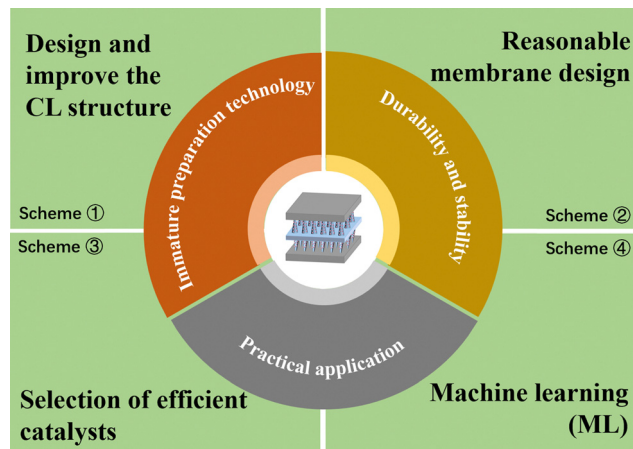 Design and
improve the
CL structure
Reasonable
membrane design
Immature preparation technology
Durability and stability
Scheme ①
Scheme ②
Scheme ③
Scheme ④
Practical application
Selection of efficient
catalysts
Machine learning
(ML)